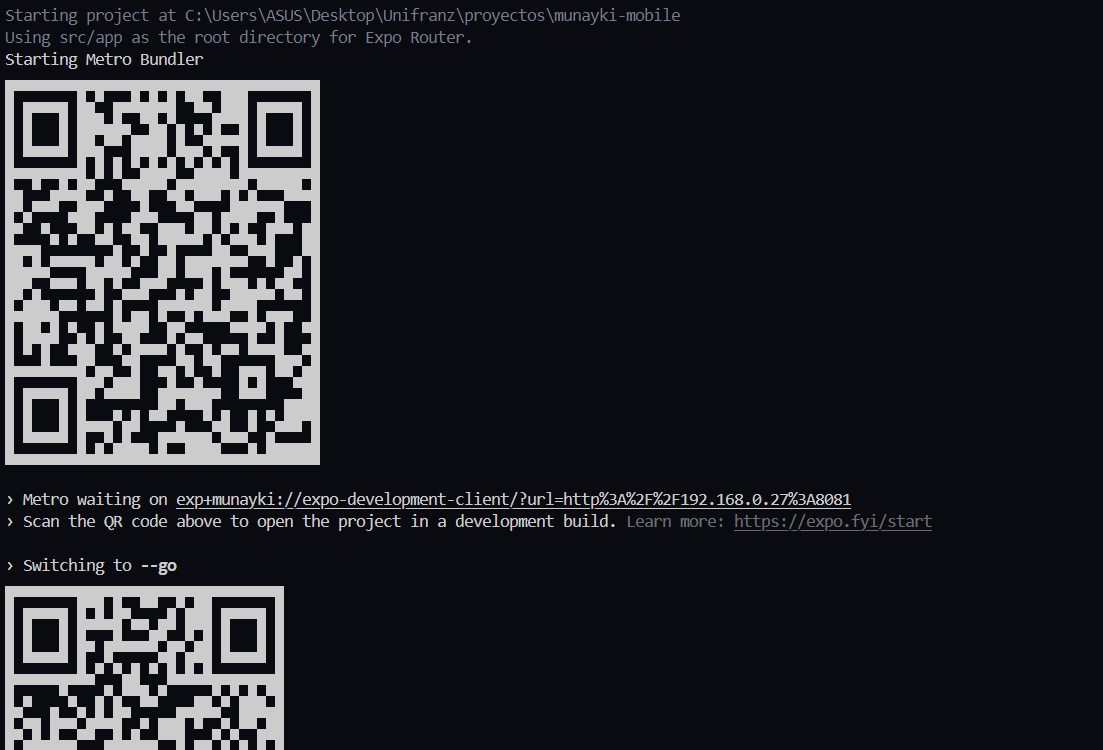 Starting project at C:\Users\ASUS\Desktop\Unifranz\proyectos\munayki-mobile
Using src/app as the root directory for Expo Router.
Starting Metro Bundler
› Metro waiting on exp+munayki://expo-development-client/?url=http%3A%2F%2F192.168.0.27%3A8081
› Scan the QR code above to open the project in a development build. Learn more: https://expo.fyi/start
› Switching to --go